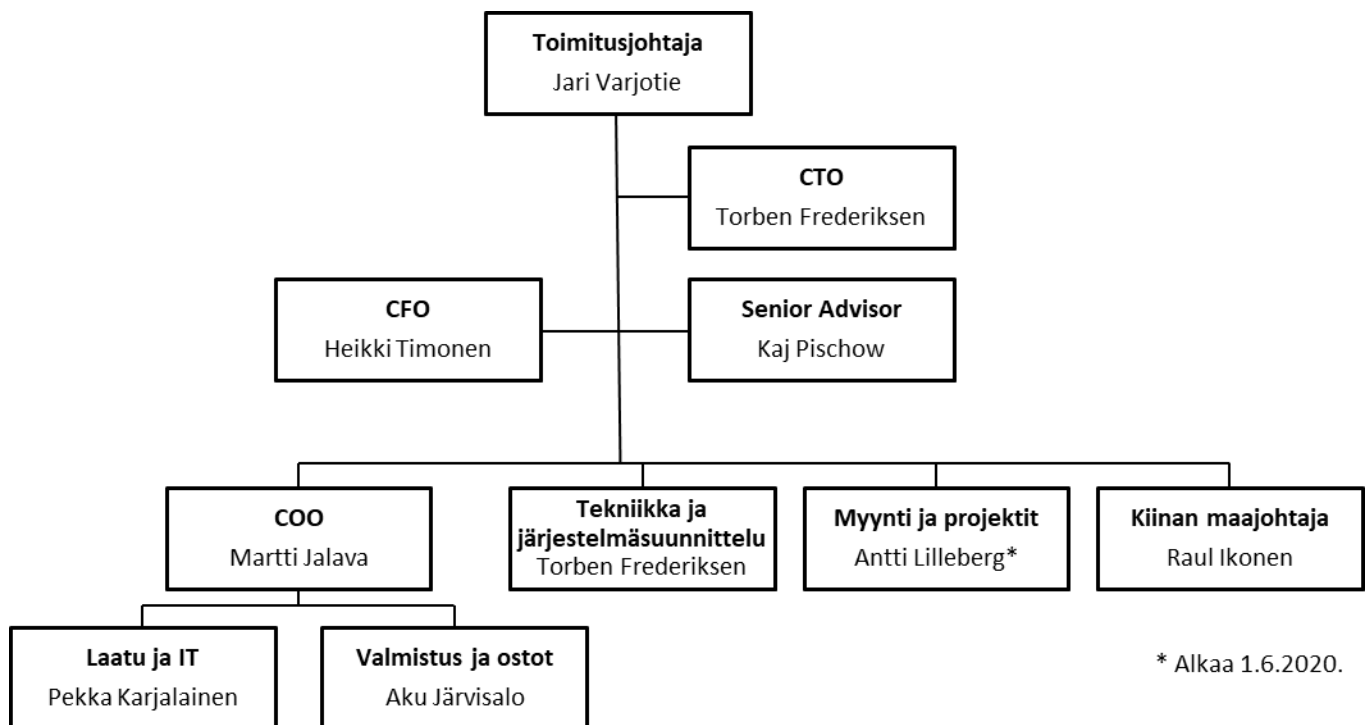 Toimitusjohtaja
Jari Varjotie
CTO
Torben Frederiksen
CFO
Heikki Timonen
Senior Advisor
Kaj Pischow
COO
Martti Jalava
Tekniikka ja
järjestelmäsuunnittelu
Torben Frederiksen
Myynti ja projektit
Antti Lilleberg*
Kiinan maajohtaja
Raul Ikonen
Laatu ja IT
Pekka Karjalainen
Valmistus ja ostot
Aku Järvisalo
* Alkaa 1.6.2020.